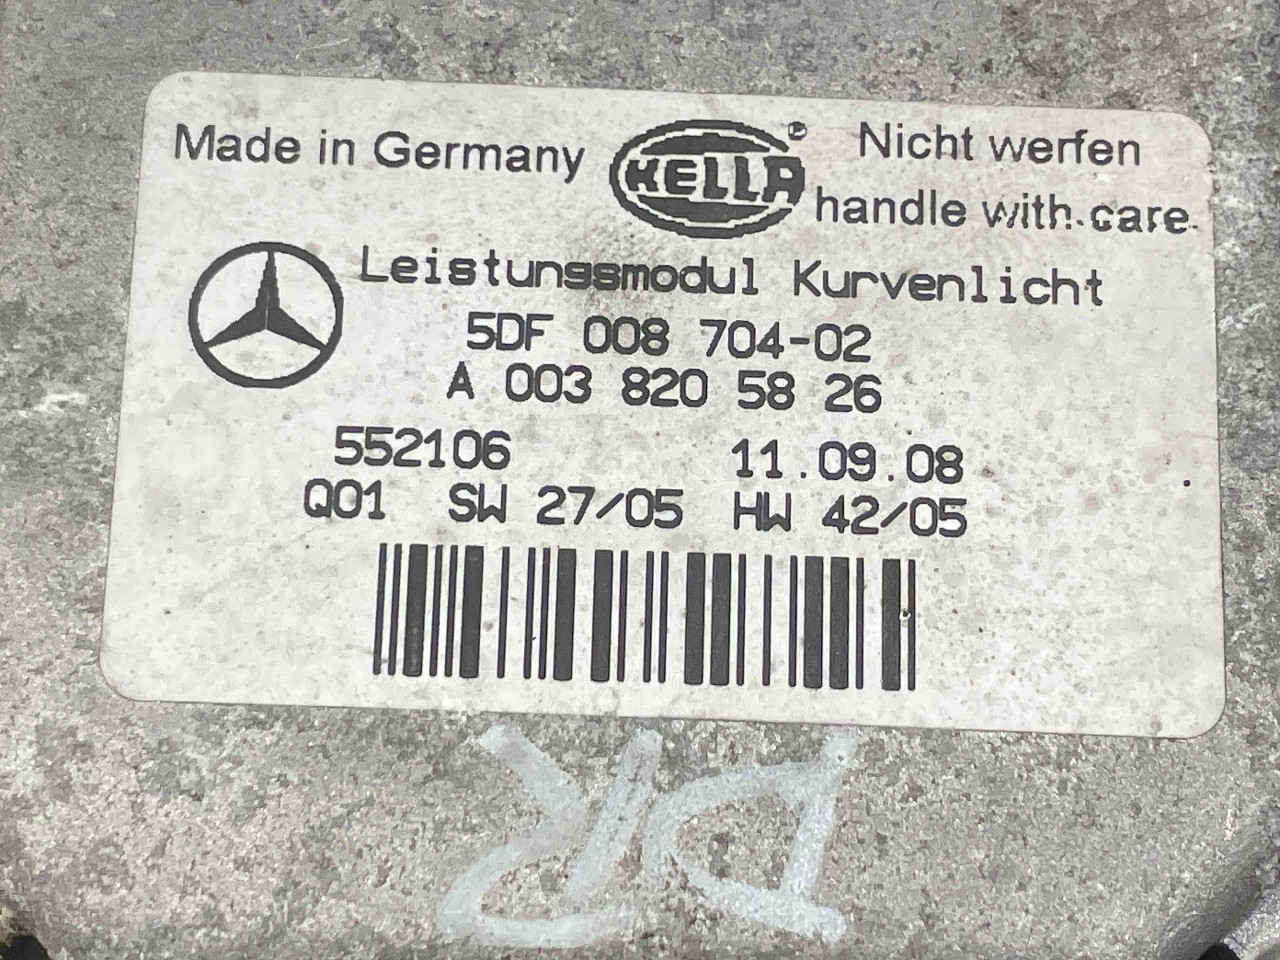 Made in Germany
HELLA ®
Nicht werfen
handle with care.
Leistungsmodul Kurvenlicht
5DF 008 704-02
A 003 820 58 26
552106 11.09.08
Q01 SW 27/05 HW 42/05
DR